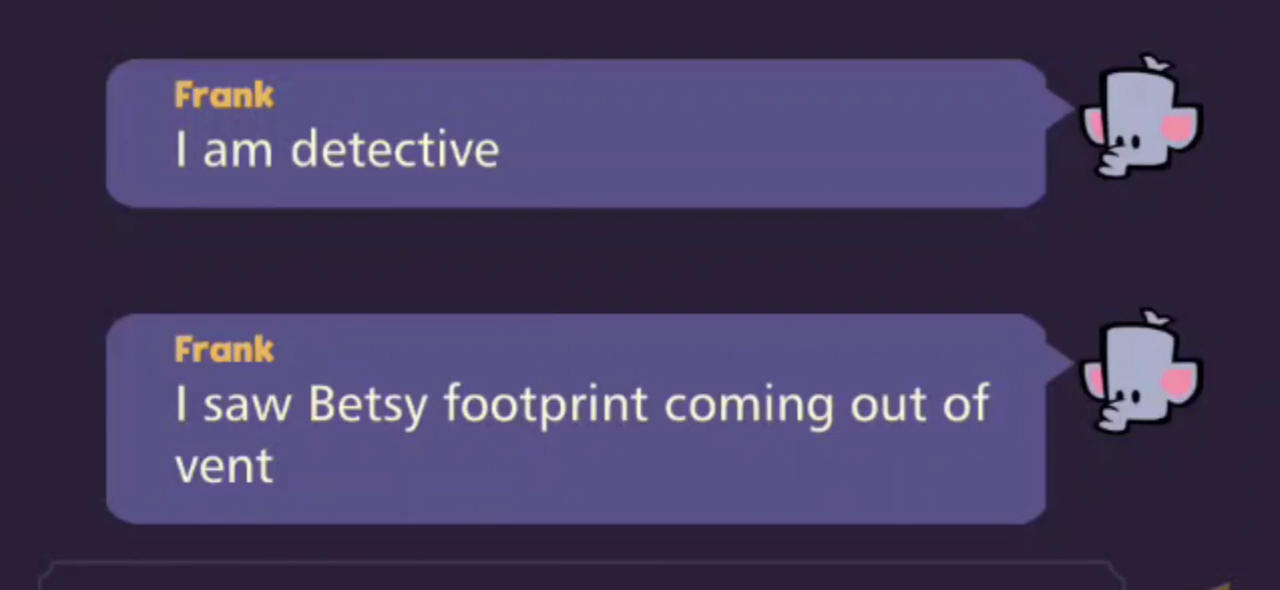 Frank
I am detective
Frank
I saw Betsy footprint coming out of
vent